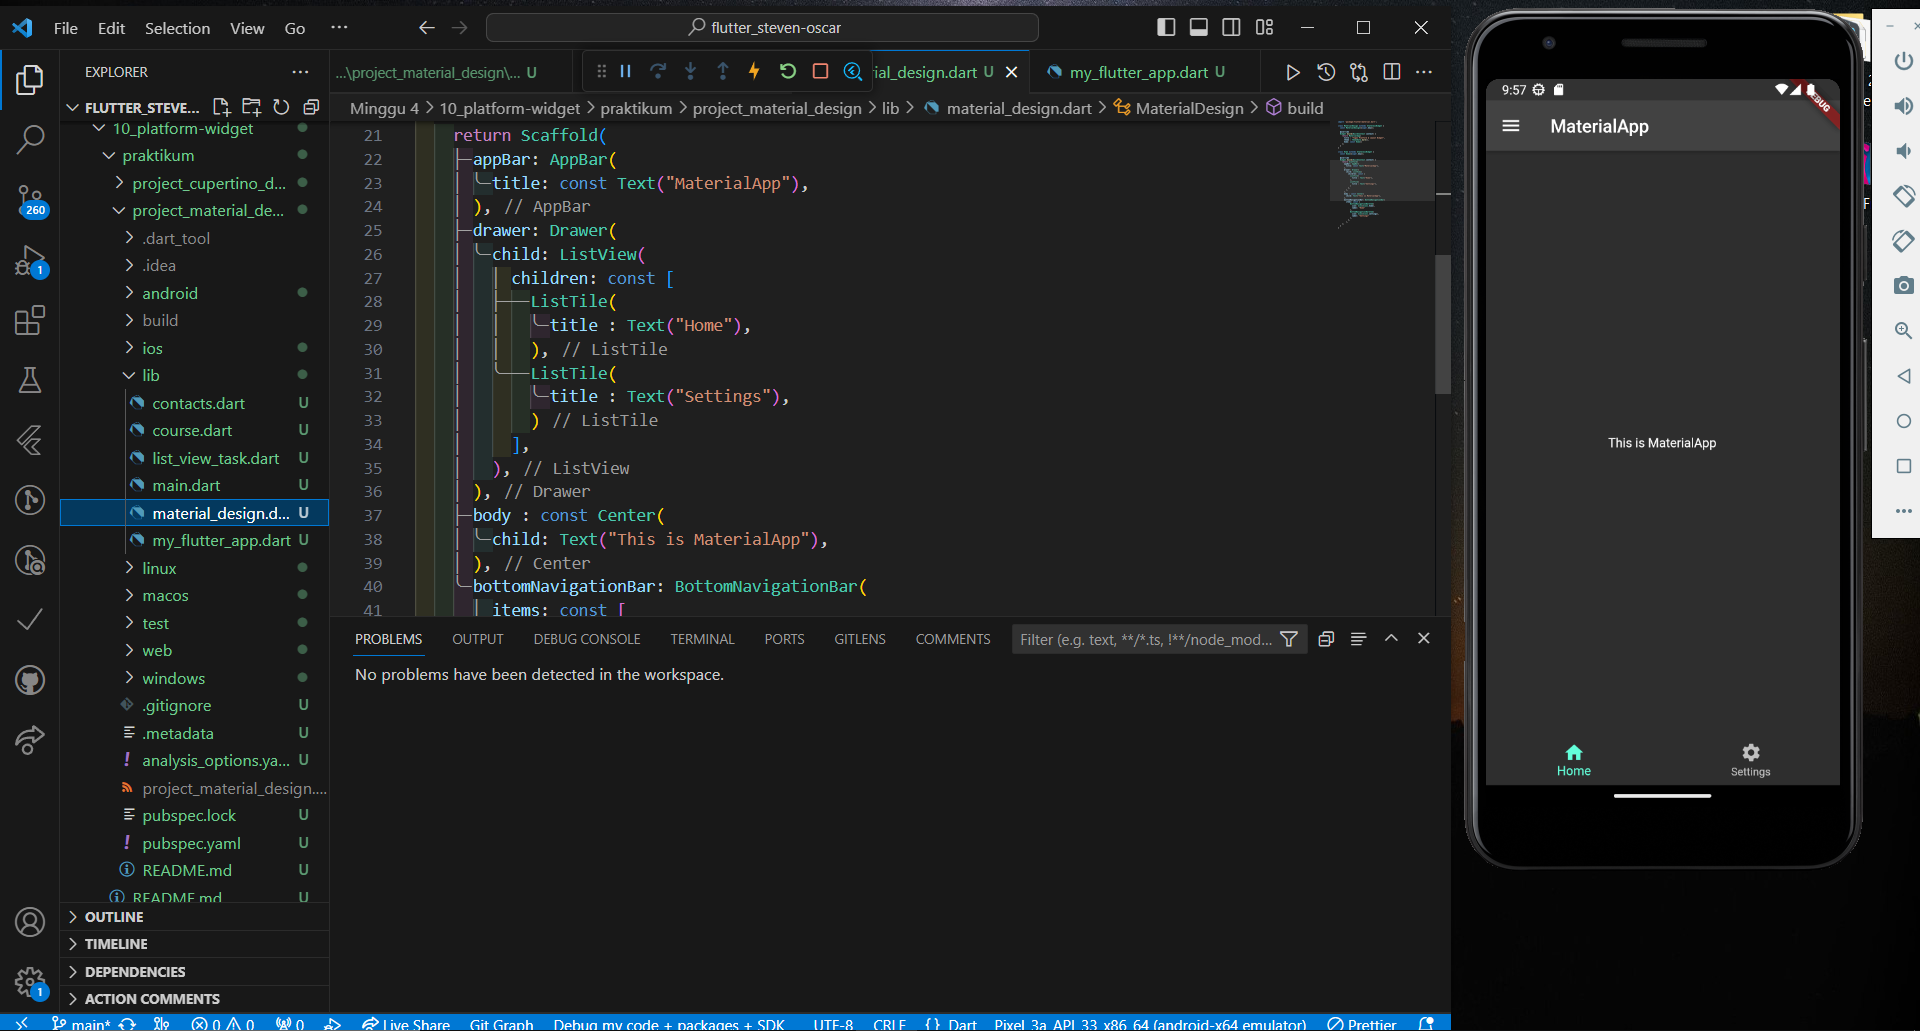 File Edit Selection View Go ···
flutter_steven-oscar
EXPLORER
FLUTTER_STEVE...
10_platform-widget
praktikum
project_cupertino_d...
project_material_de...
.dart_tool
.idea
android
build
ios
lib
contacts.dart U
course.dart U
list_view_task.dart U
main.dart U
material_design.d... U
my_flutter_app.dart U
linux
macos
test
web
windows
.gitignore U
.metadata U
analysis_options.ya... U
project_material_design....
pubspec.lock U
pubspec.yaml U
README.md U
README.md U
OUTLINE
TIMELINE
DEPENDENCIES
ACTION COMMENTS
260
1
1
...\project_material_design\... U
ial_design.dart U
my_flutter_app.dart U
Minggu 4 > 10_platform-widget > praktikum > project_material_design > lib > material_design.dart > MaterialDesign > build
21 return Scaffold(
22 appBar: AppBar(
23 title: const Text("MaterialApp"),
24 ), // AppBar
25 drawer: Drawer(
26 child: ListView(
27 children: const [
28 ListTile(
29 title : Text("Home"),
30 ), // ListTile
31 ListTile(
32 title : Text("Settings"),
33 ) // ListTile
34 ],
35 ), // ListView
36 ), // Drawer
37 body : const Center(
38 child: Text("This is MaterialApp"),
39 ), // Center
40 bottomNavigationBar: BottomNavigationBar(
41 items: const [
PROBLEMS OUTPUT DEBUG CONSOLE TERMINAL PORTS GITLENS COMMENTS
Filter (e.g. text, **/*.ts, !**/node_mod...
No problems have been detected in the workspace.
main* 0 0 0 Live Share Git Graph Debug my code + packages + SDK UTF-8 CRLF {} Dart Pixel_3a_API_33_x86_64 (android-x64 emulator) Prettier
9:57
DEBUG
MaterialApp
This is MaterialApp
Home
Settings